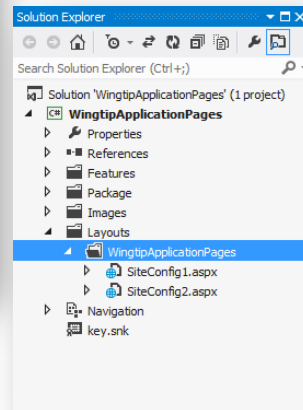 Solution Explorer
Search Solution Explorer (Ctrl+;)
Solution 'WingtipApplicationPages' (1 project)
C# WingtipApplicationPages
Properties
References
Features
Package
Images
Layouts
WingtipApplicationPages
SiteConfig1.aspx
SiteConfig2.aspx
Navigation
key.snk